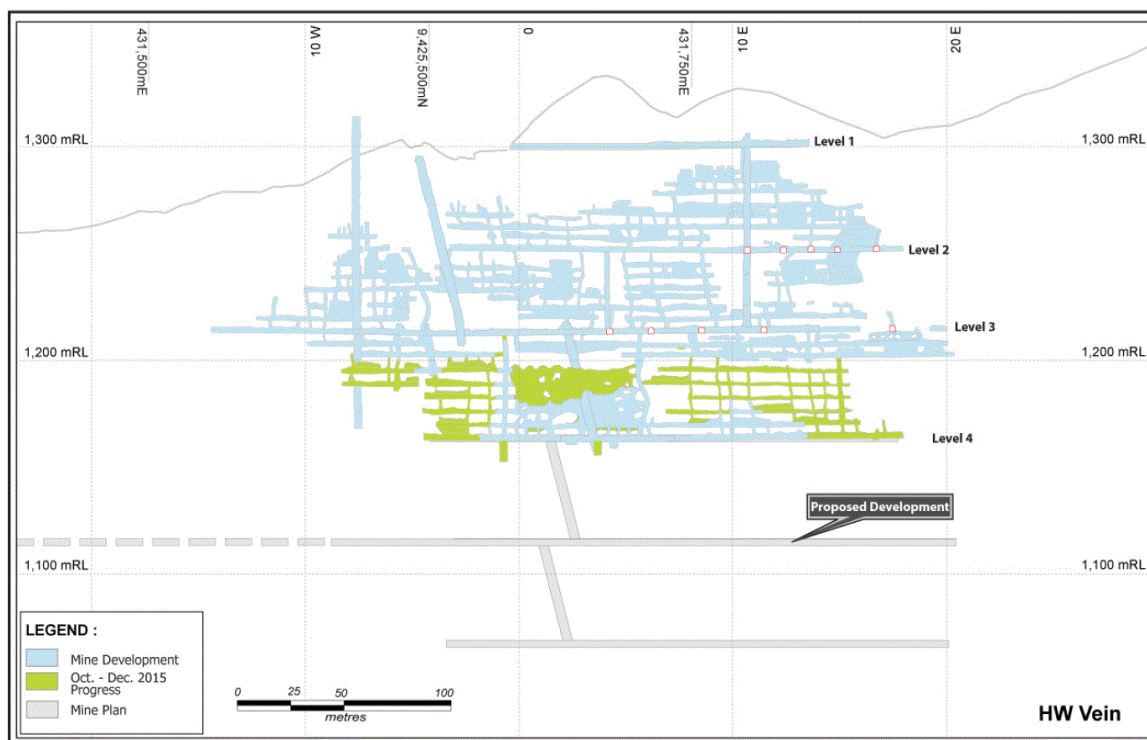 431,500mE
10 W
9,425,500mN
0
431,750mE
10 E
20 E
1,300 mRL
1,300 mRL
Level 1
Level 2
Level 3
1,200 mRL
1,200 mRL
Level 4
Proposed Development
1,100 mRL
1,100 mRL
LEGEND :
Mine Development
Oct. - Dec. 2015
Progress
Mine Plan
0 25 50 100
metres
HW Vein